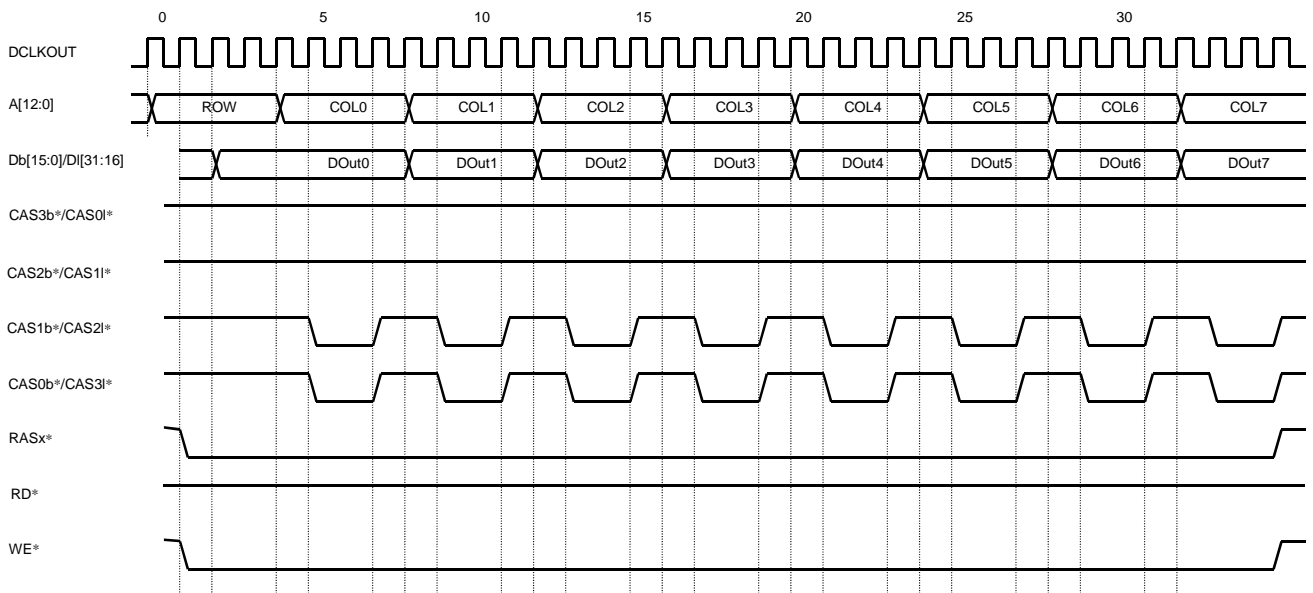 0 5 10 15 20 25 30
DCLKOUT
A[12:0] ROW COL0 COL1 COL2 COL3 COL4 COL5 COL6 COL7
Db[15:0]/Dl[31:16] DOut0 DOut1 DOut2 DOut3 DOut4 DOut5 DOut6 DOut7
CAS3b*/CAS0l*
CAS2b*/CAS1l*
CAS1b*/CAS2l*
CAS0b*/CAS3l*
RASx*
RD*
WE*